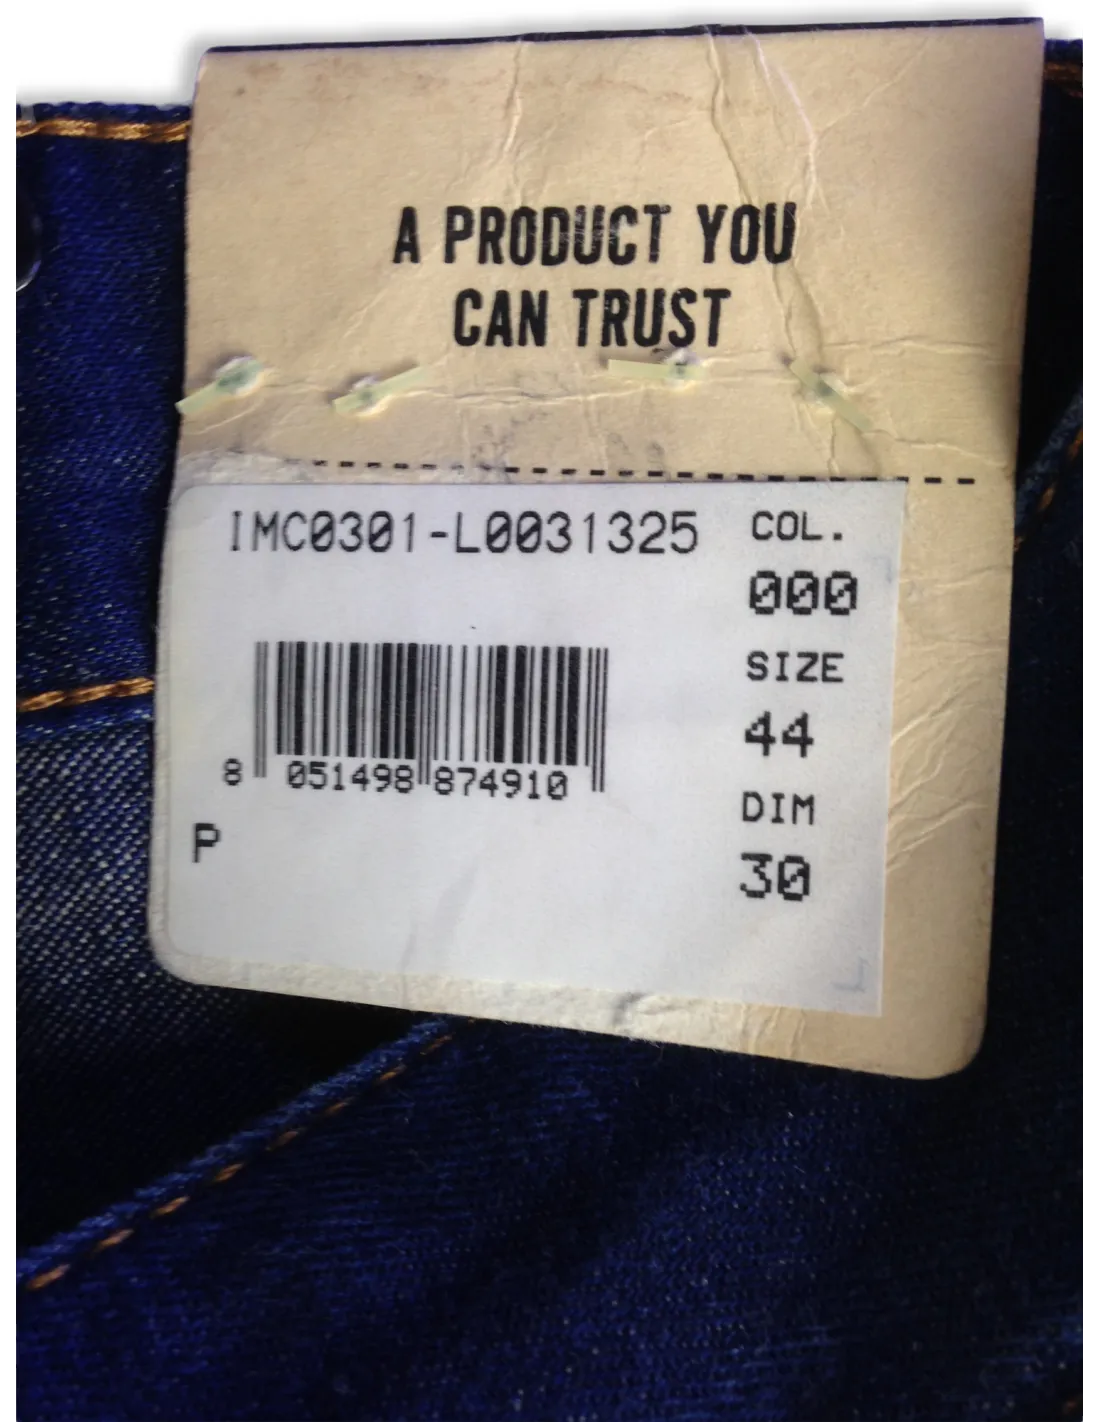 A PRODUCT YOU
CAN TRUST
IMC0301-L0031325
COL.
000
SIZE
44
DIM
30
8 051498 874910
P